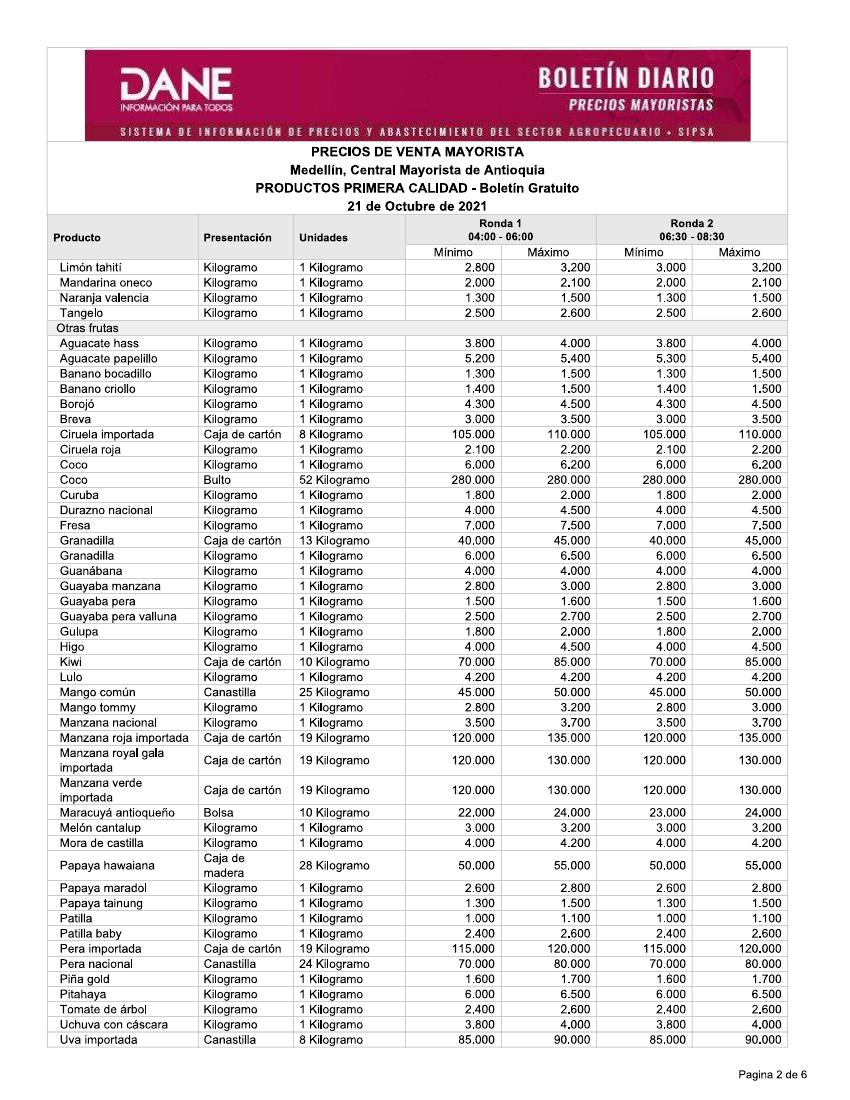 DANE
INFORMACIÓN PARA TODOS
BOLETÍN DIARIO
PRECIOS MAYORISTAS
SISTEMA DE INFORMACIÓN DE PRECIOS Y ABASTECIMIENTO DEL SECTOR AGROPECUARIO • SIPSA
PRECIOS DE VENTA MAYORISTA
Medellín, Central Mayorista de Antioquia
PRODUCTOS PRIMERA CALIDAD - Boletín Gratuito
21 de Octubre de 2021
Producto Presentación Unidades Ronda 1 Ronda 2
04:00 - 06:00 06:30 - 08:30
Mínimo Máximo Mínimo Máximo
Limón tahití Kilogramo 1 Kilogramo 2.800 3.200 3.000 3.200
Mandarina oneco Kilogramo 1 Kilogramo 2.000 2.100 2.000 2.100
Naranja valencia Kilogramo 1 Kilogramo 1.300 1.500 1.300 1.500
Tangelo Kilogramo 1 Kilogramo 2.500 2.600 2.500 2.600
Otras frutas
Aguacate hass Kilogramo 1 Kilogramo 3.800 4.000 3.800 4.000
Aguacate papelillo Kilogramo 1 Kilogramo 5.200 5.400 5.300 5.400
Banano bocadillo Kilogramo 1 Kilogramo 1.300 1.500 1.300 1.500
Banano criollo Kilogramo 1 Kilogramo 1.400 1.500 1.400 1.500
Borojó Kilogramo 1 Kilogramo 4.300 4.500 4.300 4.500
Breva Kilogramo 1 Kilogramo 3.000 3.500 3.000 3.500
Ciruela importada Caja de cartón 8 Kilogramo 105.000 110.000 105.000 110.000
Ciruela roja Kilogramo 1 Kilogramo 2.100 2.200 2.100 2.200
Coco Kilogramo 1 Kilogramo 6.000 6.200 6.000 6.200
Coco Bulto 52 Kilogramo 280.000 280.000 280.000 280.000
Curuba Kilogramo 1 Kilogramo 1.800 2.000 1.800 2.000
Durazno nacional Kilogramo 1 Kilogramo 4.000 4.500 4.000 4.500
Fresa Kilogramo 1 Kilogramo 7.000 7.500 7.000 7.500
Granadilla Caja de cartón 13 Kilogramo 40.000 45.000 40.000 45.000
Granadilla Kilogramo 1 Kilogramo 6.000 6.500 6.000 6.500
Guanábana Kilogramo 1 Kilogramo 4.000 4.000 4.000 4.000
Guayaba manzana Kilogramo 1 Kilogramo 2.800 3.000 2.800 3.000
Guayaba pera Kilogramo 1 Kilogramo 1.500 1.600 1.500 1.600
Guayaba pera valluna Kilogramo 1 Kilogramo 2.500 2.700 2.500 2.700
Gulupa Kilogramo 1 Kilogramo 1.800 2.000 1.800 2.000
Higo Kilogramo 1 Kilogramo 4.000 4.500 4.000 4.500
Kiwi Caja de cartón 10 Kilogramo 70.000 85.000 70.000 85.000
Lulo Kilogramo 1 Kilogramo 4.200 4.200 4.200 4.200
Mango común Canastilla 25 Kilogramo 45.000 50.000 45.000 50.000
Mango tommy Kilogramo 1 Kilogramo 2.800 3.200 2.800 3.000
Manzana nacional Kilogramo 1 Kilogramo 3.500 3.700 3.500 3.700
Manzana roja importada Caja de cartón 19 Kilogramo 120.000 135.000 120.000 135.000
Manzana royal gala
importada Caja de cartón 19 Kilogramo 120.000 130.000 120.000 130.000
Manzana verde
importada Caja de cartón 19 Kilogramo 120.000 130.000 120.000 130.000
Maracuyá antioqueño Bolsa 10 Kilogramo 22.000 24.000 23.000 24.000
Melón cantalup Kilogramo 1 Kilogramo 3.000 3.200 3.000 3.200
Mora de castilla Kilogramo 1 Kilogramo 4.000 4.200 4.000 4.200
Papaya hawaiana Caja de
madera 28 Kilogramo 50.000 55.000 50.000 55.000
Papaya maradol Kilogramo 1 Kilogramo 2.600 2.800 2.600 2.800
Papaya tainung Kilogramo 1 Kilogramo 1.300 1.500 1.300 1.500
Patilla Kilogramo 1 Kilogramo 1.000 1.100 1.000 1.100
Patilla baby Kilogramo 1 Kilogramo 2.400 2.600 2.400 2.600
Pera importada Caja de cartón 19 Kilogramo 115.000 120.000 115.000 120.000
Pera nacional Canastilla 24 Kilogramo 70.000 80.000 70.000 80.000
Piña gold Kilogramo 1 Kilogramo 1.600 1.700 1.600 1.700
Pitahaya Kilogramo 1 Kilogramo 6.000 6.500 6.000 6.500
Tomate de árbol Kilogramo 1 Kilogramo 2.400 2.600 2.400 2.600
Uchuva con cáscara Kilogramo 1 Kilogramo 3.800 4.000 3.800 4.000
Uva importada Canastilla 8 Kilogramo 85.000 90.000 85.000 90.000
Pagina 2 de 6